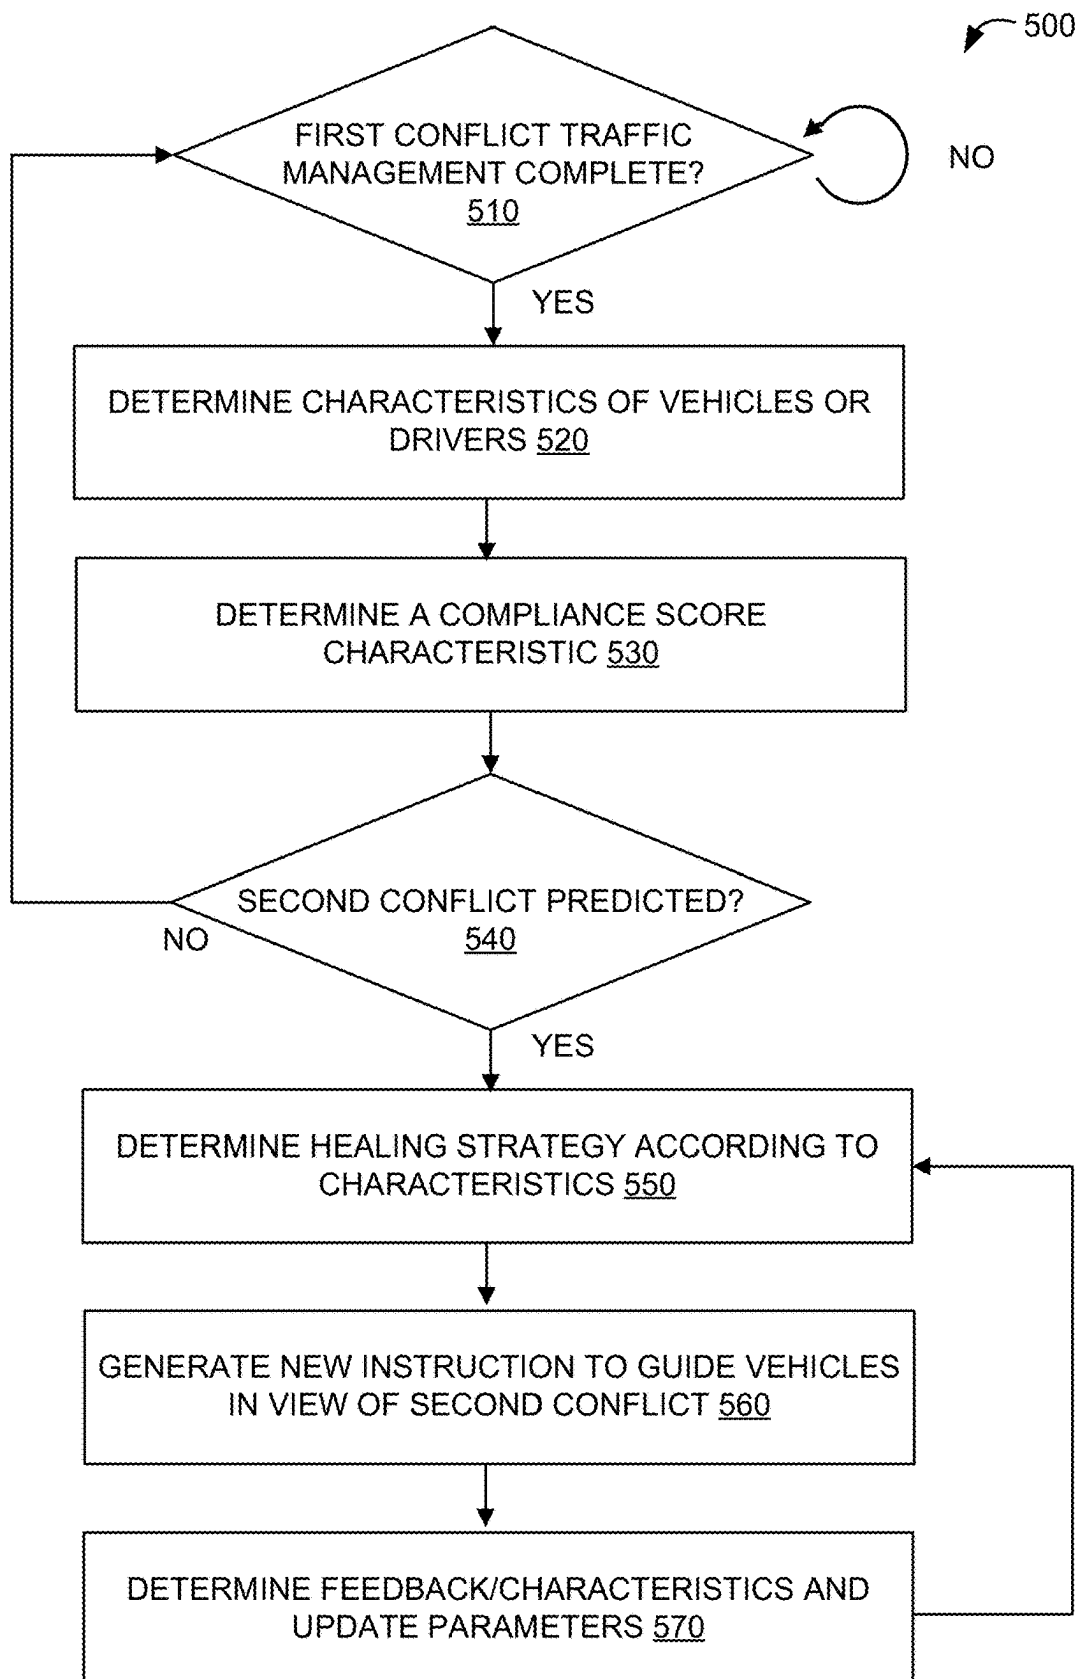 500
FIRST CONFLICT TRAFFIC
MANAGEMENT COMPLETE?
510
NO
YES
DETERMINE CHARACTERISTICS OF VEHICLES OR
DRIVERS 520
DETERMINE A COMPLIANCE SCORE
CHARACTERISTIC 530
SECOND CONFLICT PREDICTED?
540
NO
YES
DETERMINE HEALING STRATEGY ACCORDING TO
CHARACTERISTICS 550
GENERATE NEW INSTRUCTION TO GUIDE VEHICLES
IN VIEW OF SECOND CONFLICT 560
DETERMINE FEEDBACK/CHARACTERISTICS AND
UPDATE PARAMETERS 570